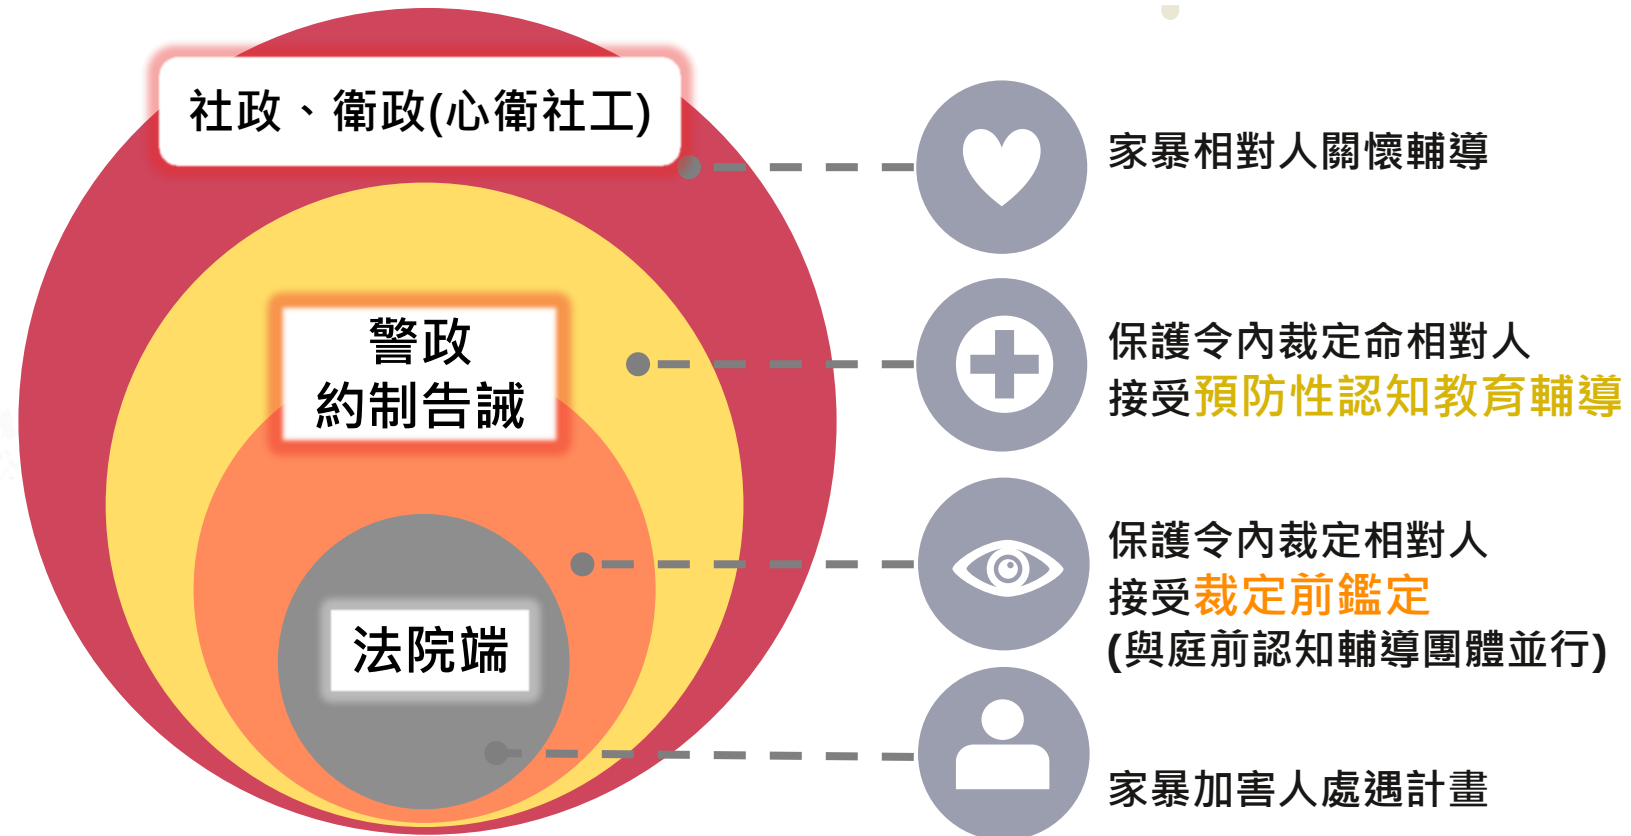 社政、衛政(心衛社工)
警政
約制告誡
法院端
家暴相對人關懷輔導
保護令內裁定命相對人
接受預防性認知教育輔導
保護令內裁定相對人
接受裁定前鑑定
(與庭前認知輔導團體並行)
家暴加害人處遇計畫